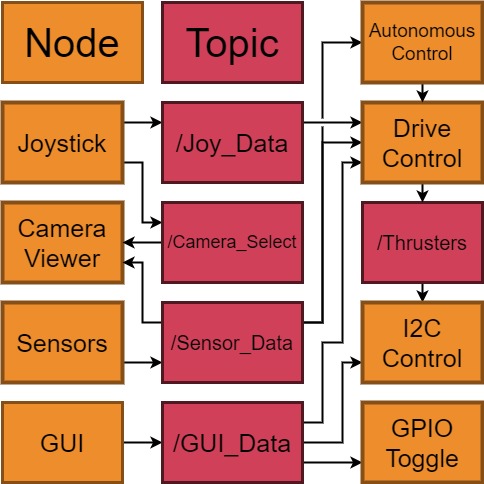 Node
Topic
Autonomous
Control
Joystick
/Joy_Data
Drive
Control
Camera
Viewer
/Camera_Select
/Thrusters
Sensors
/Sensor_Data
I2C
Control
GUI
/GUI_Data
GPIO
Toggle